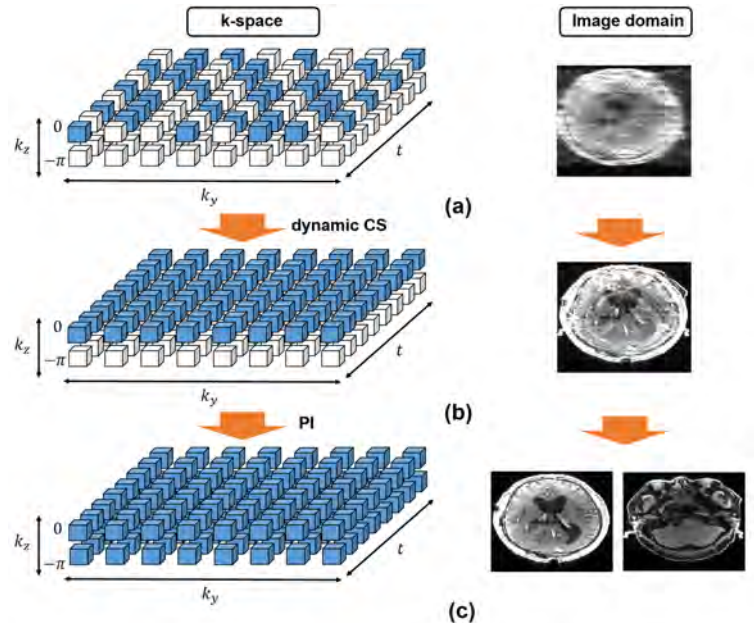 k-space
Image domain
0
k_z
−π
t
k_y
(a)
dynamic CS
0
k_z
−π
t
k_y
(b)
PI
0
k_z
−π
t
k_y
(c)